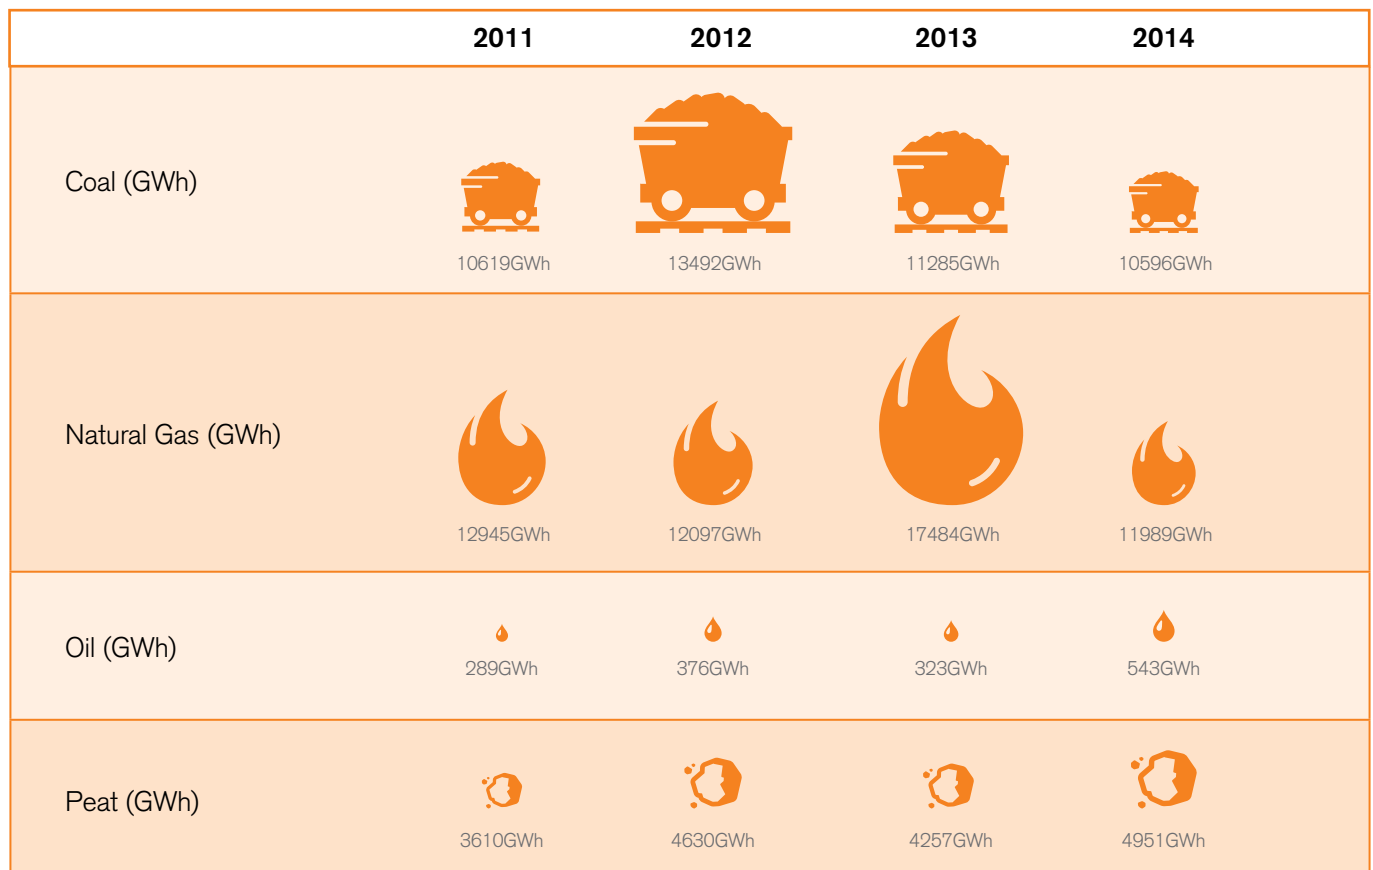 2011 2012 2013 2014
Coal (GWh)
10619GWh 13492GWh 11285GWh 10596GWh
Natural Gas (GWh)
12945GWh 12097GWh 17484GWh 11989GWh
Oil (GWh)
289GWh 376GWh 323GWh 543GWh
Peat (GWh)
3610GWh 4630GWh 4257GWh 4951GWh